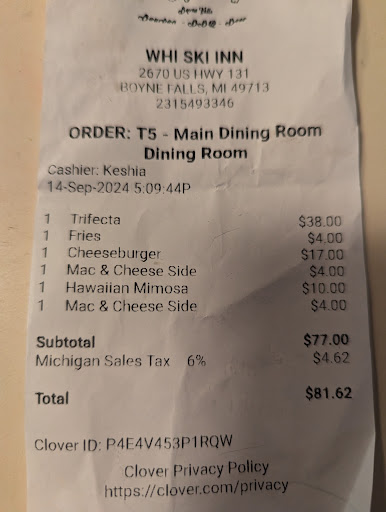 WHI SKI INN
2670 US HWY 131
BOYNE FALLS, MI 49713
2315493346
ORDER: T5 - Main Dining Room
Dining Room
Cashier: Keshia
14-Sep-2024 5:09:44P
1 Trifecta $38.00
1 Fries $4.00
1 Cheeseburger $17.00
1 Mac & Cheese Side $4.00
1 Hawaiian Mimosa $10.00
1 Mac & Cheese Side $4.00
Subtotal $77.00
Michigan Sales Tax 6% $4.62
Total $81.62
Clover ID: P4E4V453P1RQW
Clover Privacy Policy
https://clover.com/privacy